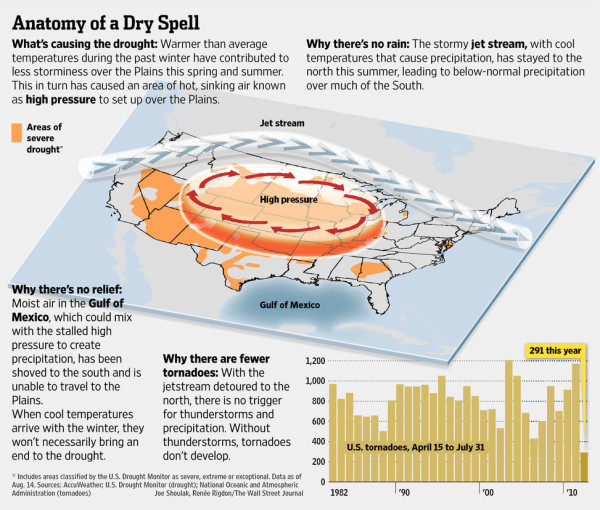 Anatomy of a Dry Spell
What's causing the drought: Warmer than average
temperatures during the past winter have contributed to
less storminess over the Plains this spring and summer.
This in turn has caused an area of hot, sinking air known
as high pressure to set up over the Plains.
Why there's no rain: The stormy jet stream, with cool
temperatures that cause precipitation, has stayed to the
north this summer, leading to below-normal precipitation
over much of the South.
Areas of
severe
drought*
Jet stream
High pressure
Gulf of Mexico
Why there's no relief:
Moist air in the Gulf of
Mexico, which could mix
with the stalled high
pressure to create
precipitation, has been
shoved to the south and is
unable to travel to the
Plains.
When cool temperatures
arrive with the winter, they
won't necessarily bring an
end to the drought.
Why there are fewer
tornadoes: With the
jetstream detoured to the
north, there is no trigger
for thunderstorms and
precipitation. Without
thunderstorms, tornadoes
don't develop.
291 this year
1,200
1,000
800
600
400
200
0
U.S. tornadoes, April 15 to July 31
1982
'90
'00
'10
* Includes areas classified by the U.S. Drought Monitor as severe, extreme or exceptional. Data as of
Aug. 14. Sources: AccuWeather; U.S. Drought Monitor (drought); National Oceanic and Atmospheric
Administration (tornadoes)
Joe Shoulak, Renée Rigdon/The Wall Street Journal